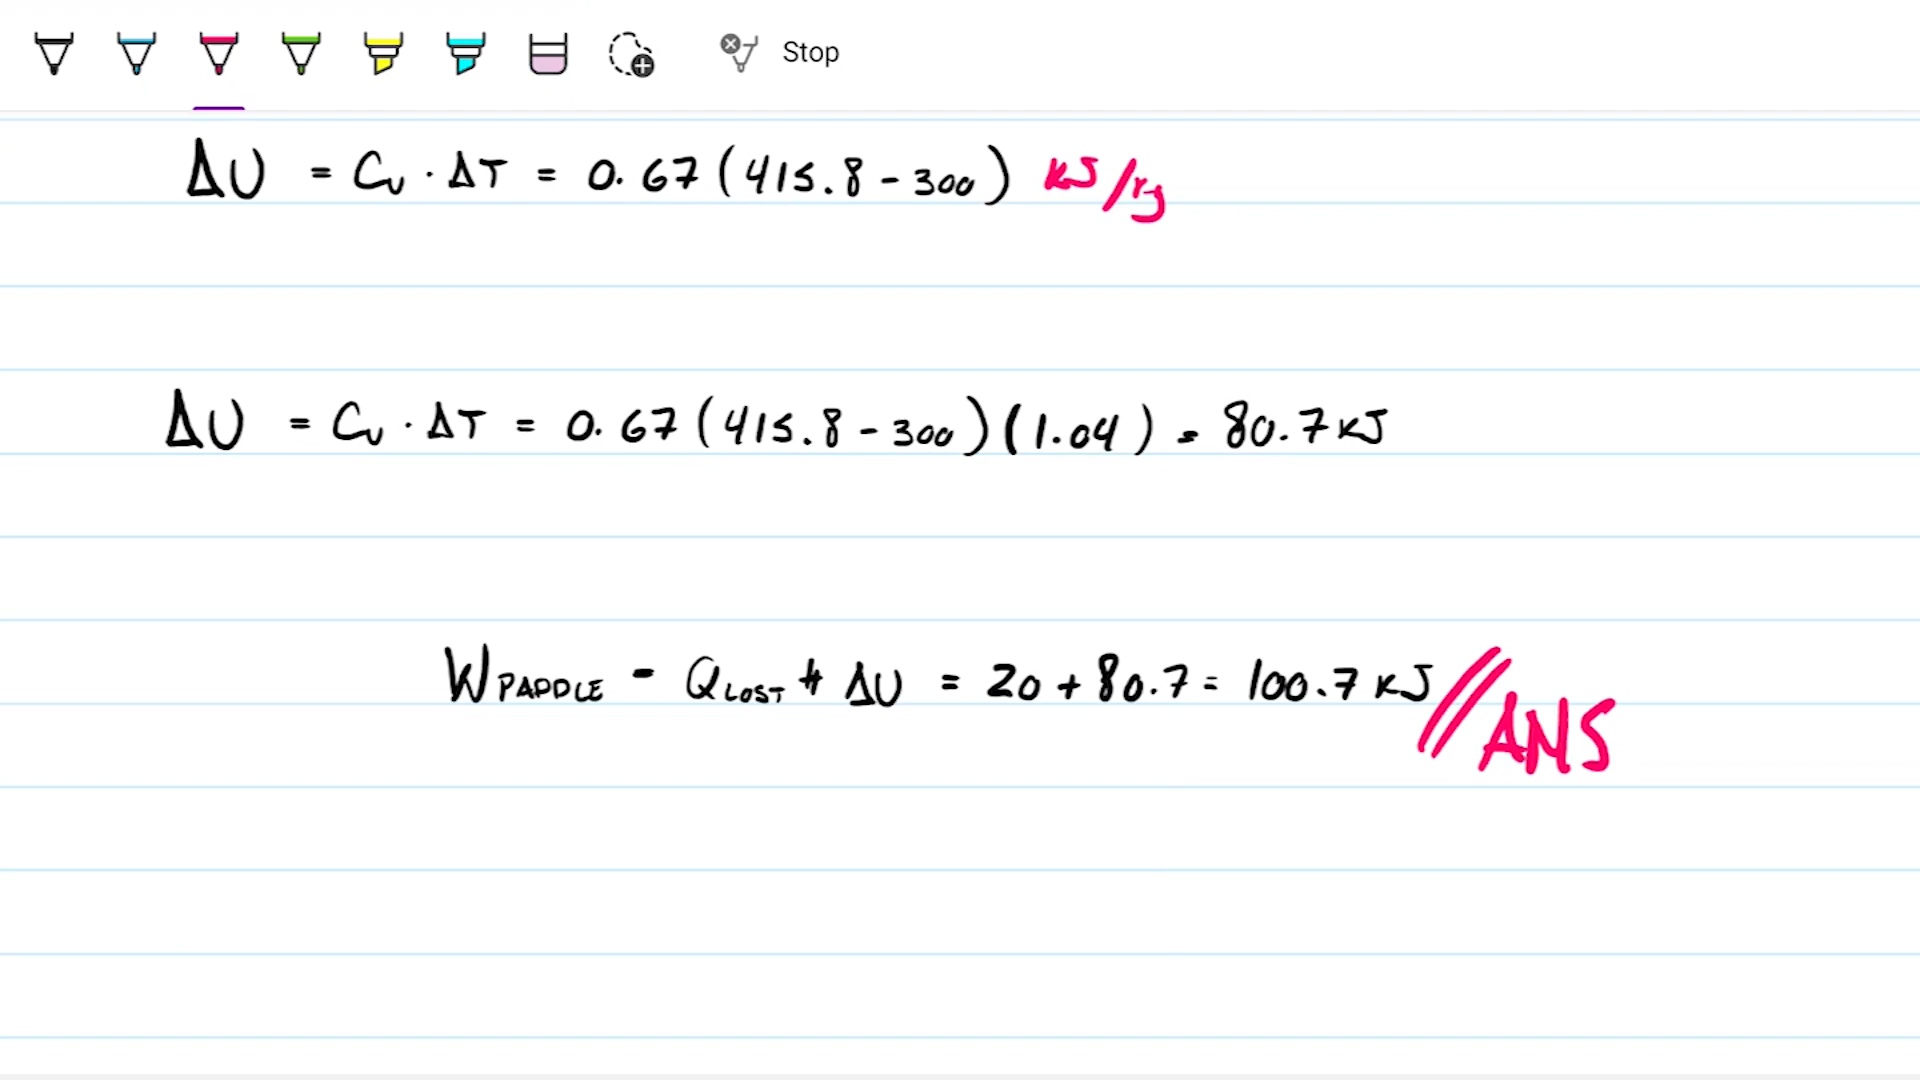 Stop
ΔU = Cv · ΔT = 0.67 (415.8 - 300) kJ/kg
ΔU = Cv · ΔT = 0.67 (415.8 - 300)(1.04) = 80.7 kJ
WPADDLE - QLOST + ΔU = 20 + 80.7 = 100.7 kJ // ANS